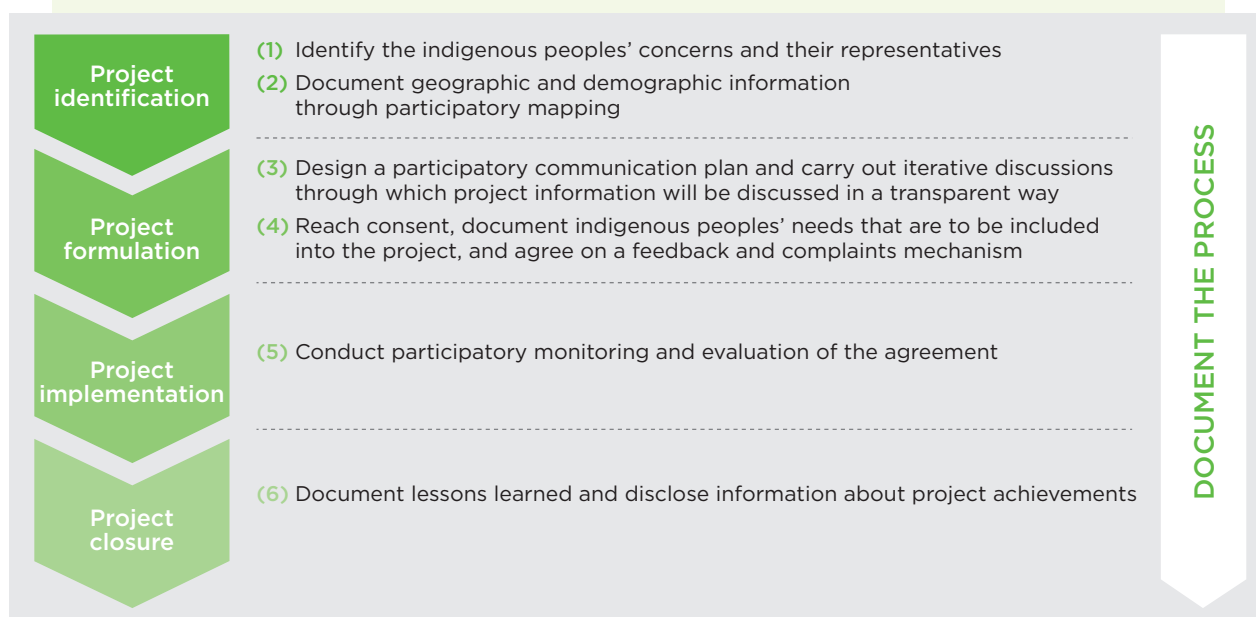 Project
identification
(1) Identify the indigenous peoples’ concerns and their representatives
(2) Document geographic and demographic information
through participatory mapping
Project
formulation
(3) Design a participatory communication plan and carry out iterative discussions
through which project information will be discussed in a transparent way
(4) Reach consent, document indigenous peoples’ needs that are to be included
into the project, and agree on a feedback and complaints mechanism
Project
implementation
(5) Conduct participatory monitoring and evaluation of the agreement
Project
closure
(6) Document lessons learned and disclose information about project achievements
DOCUMENT THE PROCESS